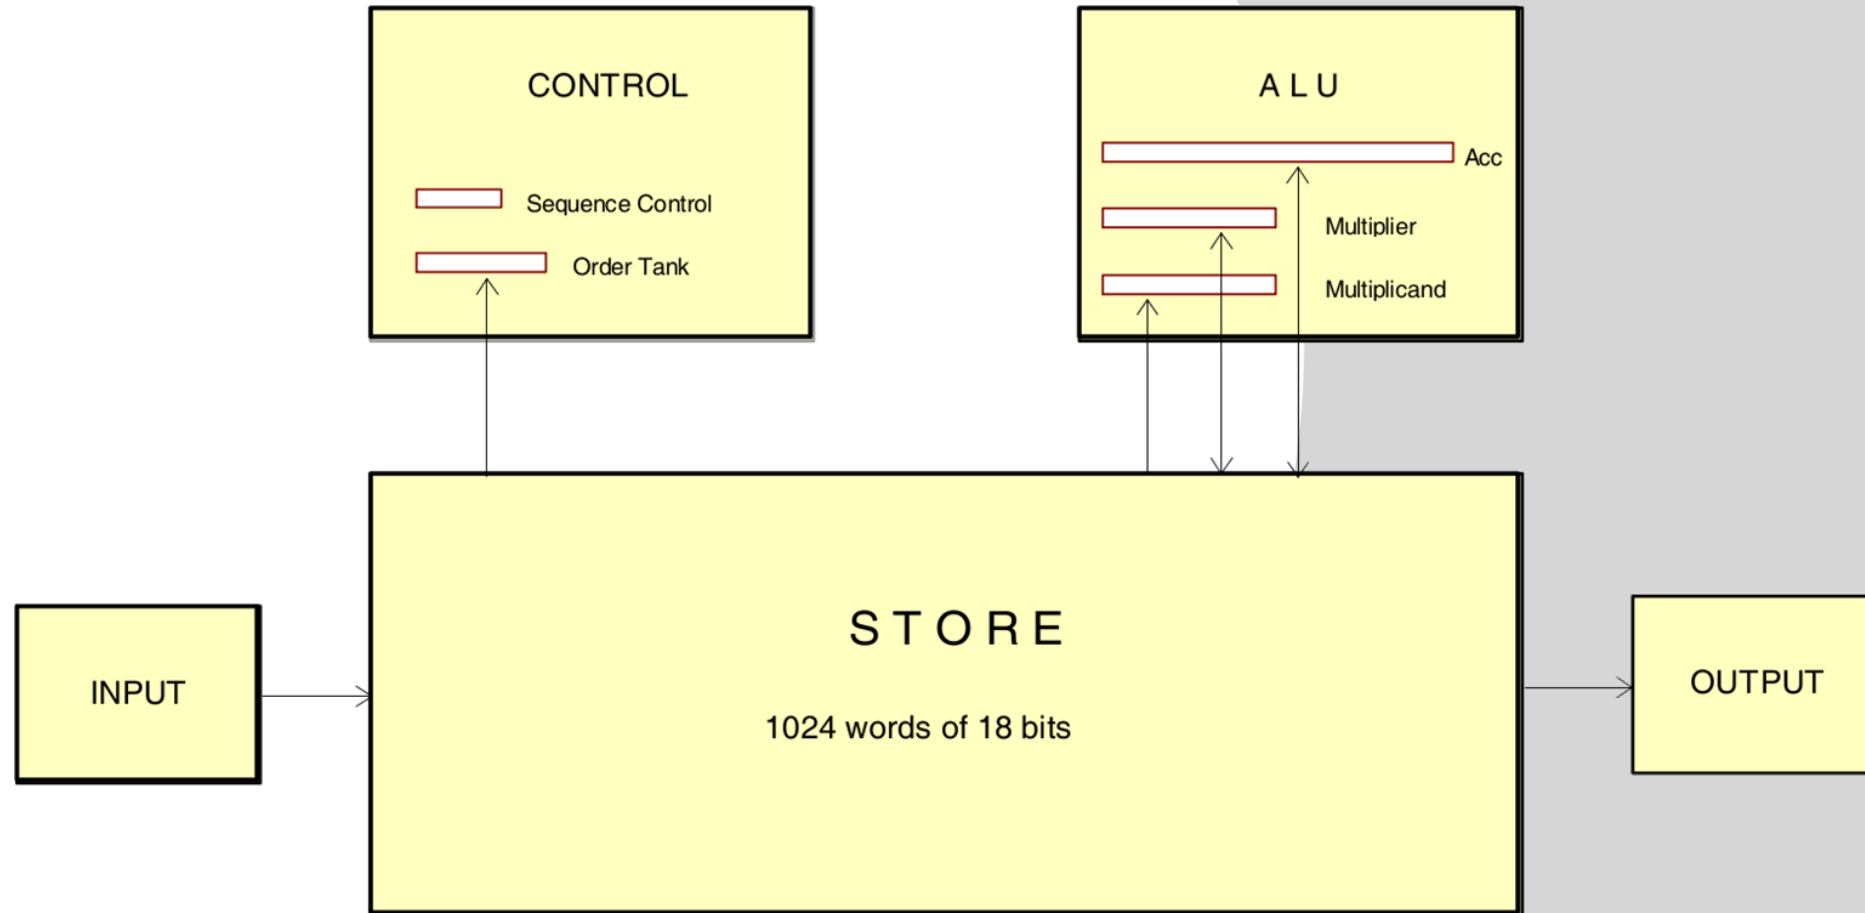 CONTROL
Sequence Control
Order Tank
A L U
Acc
Multiplier
Multiplicand
S T O R E
1024 words of 18 bits
INPUT
OUTPUT